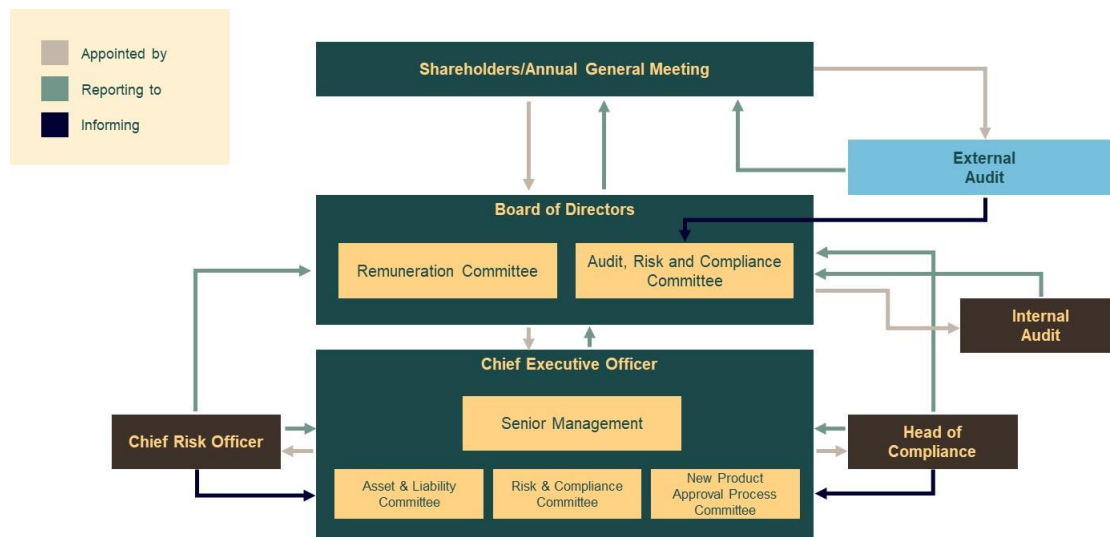 Appointed by
Reporting to
Informing
Shareholders/Annual General Meeting
External
Audit
Board of Directors
Remuneration Committee
Audit, Risk and Compliance
Committee
Internal
Audit
Chief Executive Officer
Senior Management
Chief Risk Officer
Head of
Compliance
Asset & Liability
Committee
Risk & Compliance
Committee
New Product
Approval Process
Committee